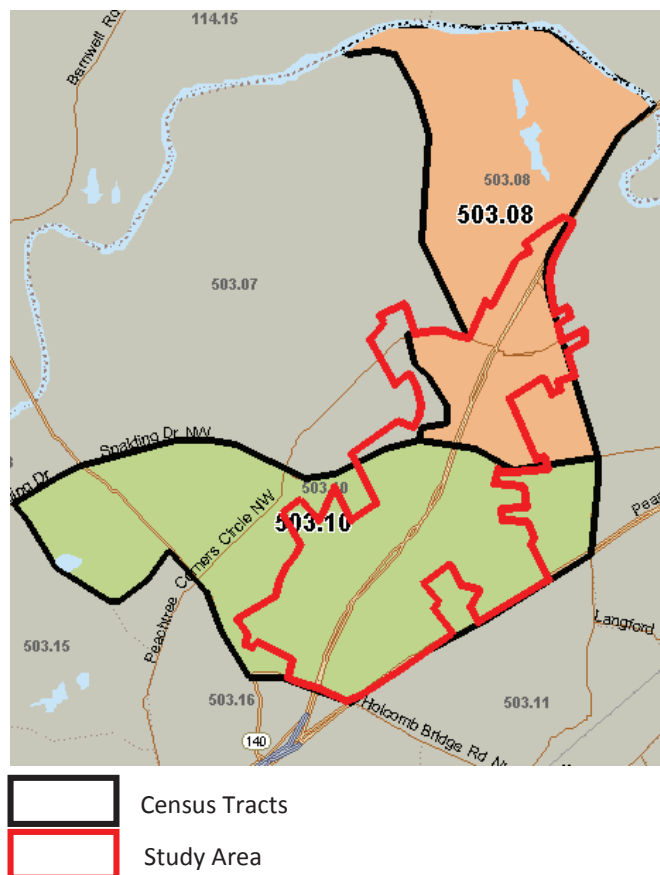 114.15
Barnwell Rd
503.08
503.08
503.07
Spalding Dr NW
Dr
503.10
503.10
Peachtree Corners Circle NW
Langford
503.15
503.16
503.11
Holcomb Bridge Rd
140
Census Tracts
Study Area